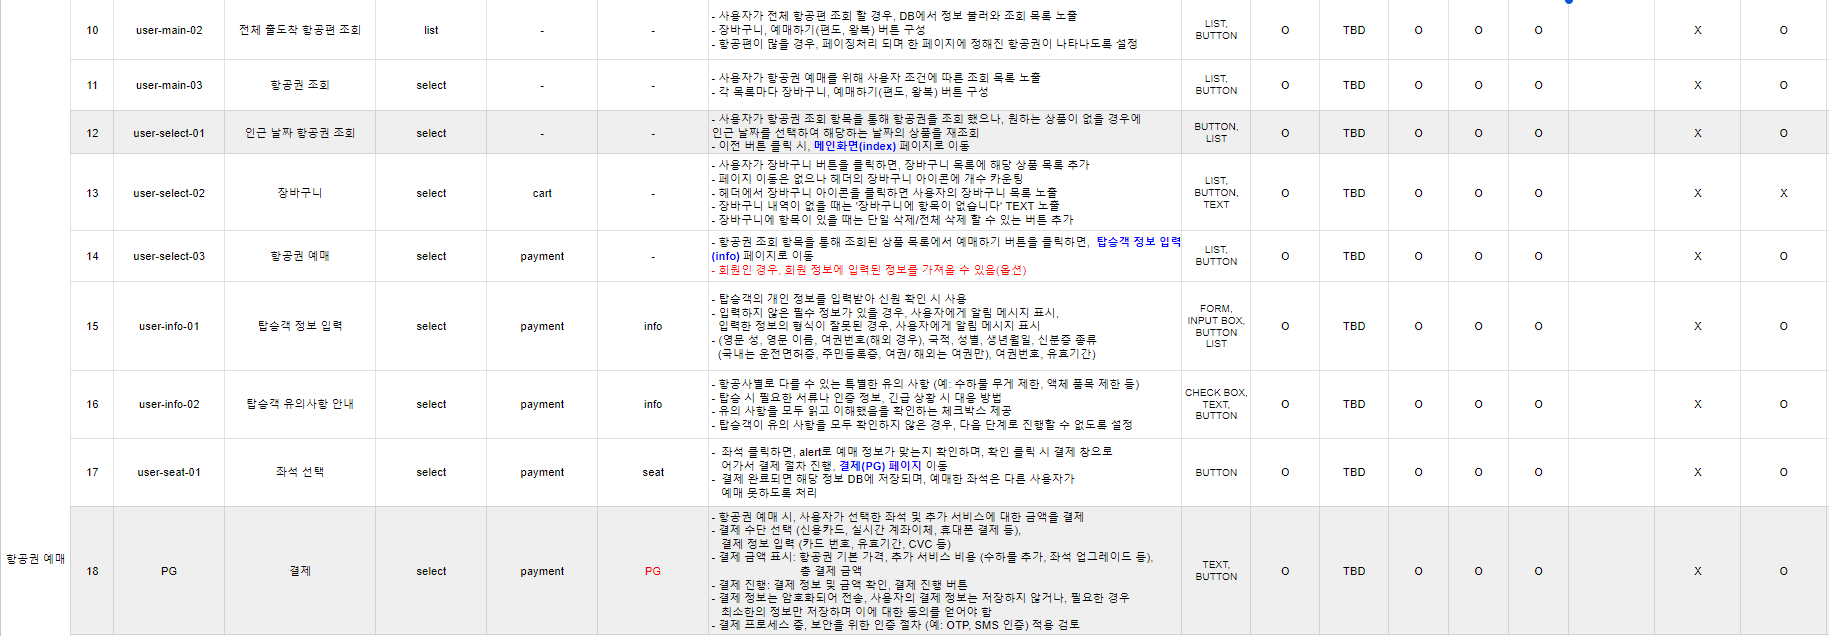 10 user-main-02 전체 출도착 항공편 조회 list - - - 사용자가 전체 항공편 조회 할 경우, DB에서 정보 불러와 조회 목록 노출
- 장바구니, 예매하기(편도, 왕복) 버튼 구성
- 항공편이 많을 경우, 페이징처리 되며 한 페이지에 정해진 항공권이 나타나도록 설정
LIST,
BUTTON
O TBD O O O X O
11 user-main-03 항공권 조회 select - - - 사용자가 항공권 예매를 위해 사용자 조건에 따른 조회 목록 노출
- 각 목록마다 장바구니, 예매하기(편도, 왕복) 버튼 구성
LIST,
BUTTON
O TBD O O O X O
12 user-select-01 인근 날짜 항공권 조회 select - - - 사용자가 항공권 조회 항목을 통해 항공권을 조회 했으나, 원하는 상품이 없을 경우에
인근 날짜를 선택하여 해당하는 날짜의 상품을 재조회
- 이전 버튼 클릭 시, 메인화면(index) 페이지로 이동
BUTTON,
LIST
O TBD O O O X O
13 user-select-02 장바구니 select cart - - 사용자가 장바구니 버튼을 클릭하면, 장바구니 목록에 해당 상품 목록 추가
- 페이지 이동은 없으나 헤더의 장바구니 아이콘에 개수 카운팅
- 헤더에서 장바구니 아이콘을 클릭하면 사용자의 장바구니 목록 노출
- 장바구니 내역이 없을 때는 '장바구니에 항목이 없습니다' TEXT 노출
- 장바구니에 항목이 있을 때는 단일 삭제/전체 삭제 할 수 있는 버튼 추가
LIST,
BUTTON,
TEXT
O TBD O O O X X
14 user-select-03 항공권 예매 select payment - - 항공권 조회 항목을 통해 조회된 상품 목록에서 예매하기 버튼을 클릭하면, 탑승객 정보 입력
(info) 페이지로 이동
- 회원인 경우, 회원 정보에 입력된 정보를 가져올 수 있음(옵션)
LIST,
BUTTON
O TBD O O O X O
15 user-info-01 탑승객 정보 입력 select payment info - 탑승객의 개인 정보를 입력받아 신원 확인 시 사용
- 입력하지 않은 필수 정보가 있을 경우, 사용자에게 알림 메시지 표시,
입력한 정보의 형식이 잘못된 경우, 사용자에게 알림 메시지 표시
- (영문 성, 영문 이름, 여권번호(해외 경우), 국적, 성별, 생년월일, 신분증 종류
(국내는 운전면허증, 주민등록증, 여권/ 해외는 여권만), 여권번호, 유효기간)
FORM,
INPUT BOX,
BUTTON
LIST
O TBD O O O X O
16 user-info-02 탑승객 유의사항 안내 select payment info - 항공사별로 다를 수 있는 특별한 유의 사항 (예: 수하물 무게 제한, 액체 품목 제한 등)
- 탑승 시 필요한 서류나 인증 정보, 긴급 상황 시 대응 방법
- 유의 사항을 모두 읽고 이해했음을 확인하는 체크박스 제공
- 탑승객이 유의 사항을 모두 확인하지 않은 경우, 다음 단계로 진행할 수 없도록 설정
CHECK BOX,
TEXT,
BUTTON
O TBD O O O X O
17 user-seat-01 좌석 선택 select payment seat - 좌석 클릭하면, alert로 예매 정보가 맞는지 확인하며, 확인 클릭 시 결제 창으로
어가서 결제 절차 진행, 결제(PG) 페이지 이동
- 결제 완료되면 해당 정보 DB에 저장되며, 예매한 좌석은 다른 사용자가
예매 못하도록 처리
BUTTON
O TBD O O O X O
항공권 예매
18 PG 결제 select payment PG - 항공권 예매 시, 사용자가 선택한 좌석 및 추가 서비스에 대한 금액을 결제
- 결제 수단 선택 (신용카드, 실시간 계좌이체, 휴대폰 결제 등),
결제 정보 입력 (카드 번호, 유효기간, CVC 등)
- 결제 금액 표시: 항공권 기본 가격, 추가 서비스 비용 (수하물 추가, 좌석 업그레이드 등),
총 결제 금액
- 결제 진행: 결제 정보 및 금액 확인, 결제 진행 버튼
- 결제 정보는 암호화되어 전송, 사용자의 결제 정보는 저장하지 않거나, 필요한 경우
최소한의 정보만 저장하며 이에 대한 동의를 얻어야 함
- 결제 프로세스 중, 보안을 위한 인증 절차 (예: OTP, SMS 인증) 적용 검토
TEXT,
BUTTON
O TBD O O O X O